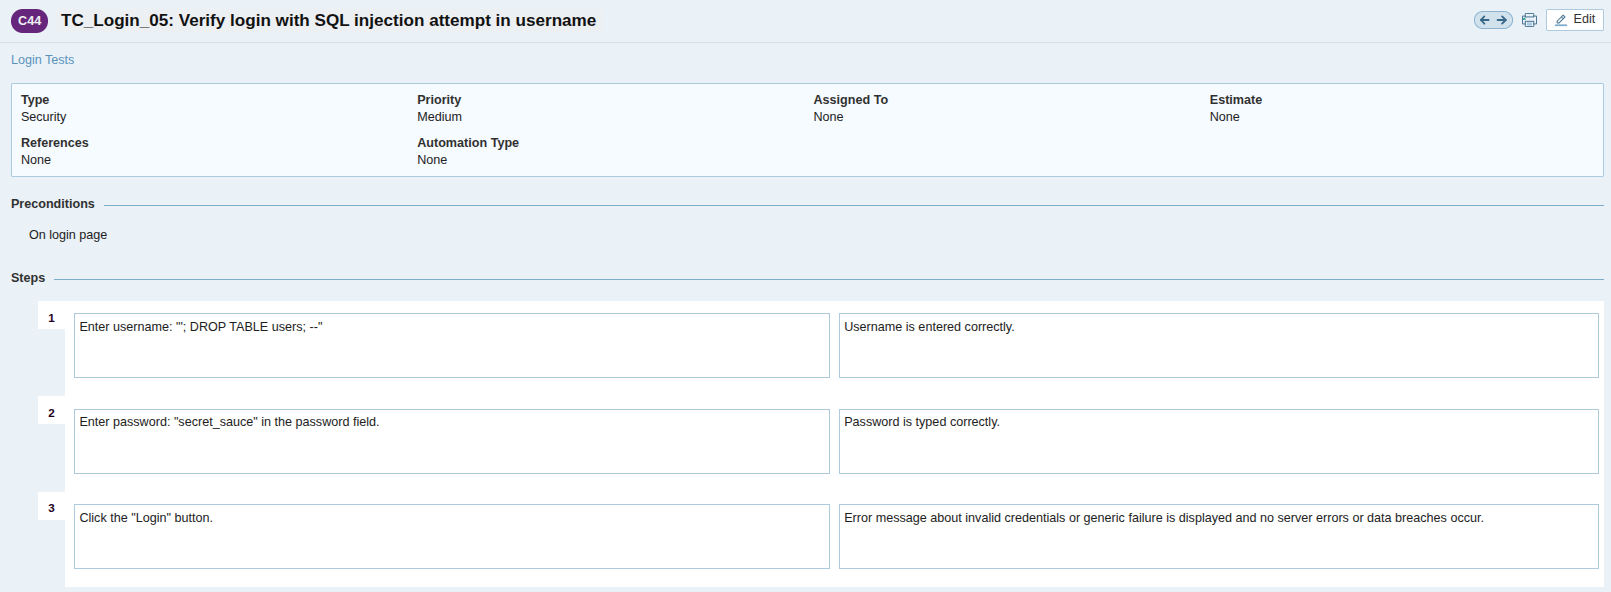 C44 TC_Login_05: Verify login with SQL injection attempt in username Edit
Login Tests
Type Priority Assigned To Estimate
Security Medium None None
References Automation Type
None None
Preconditions
On login page
Steps
1 Enter username: "'; DROP TABLE users; --" Username is entered correctly.
2 Enter password: "secret_sauce" in the password field. Password is typed correctly.
3 Click the "Login" button. Error message about invalid credentials or generic failure is displayed and no server errors or data breaches occur.